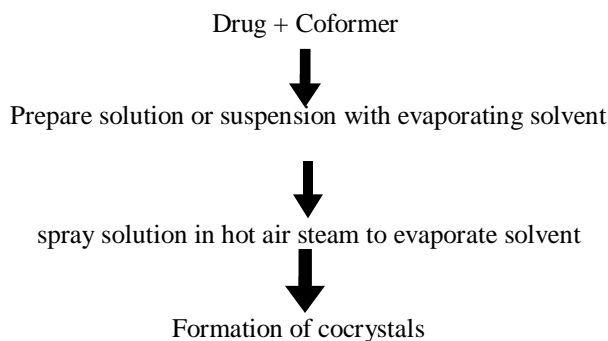 Drug + Coformer
Prepare solution or suspension with evaporating solvent
spray solution in hot air steam to evaporate solvent
Formation of cocrystals